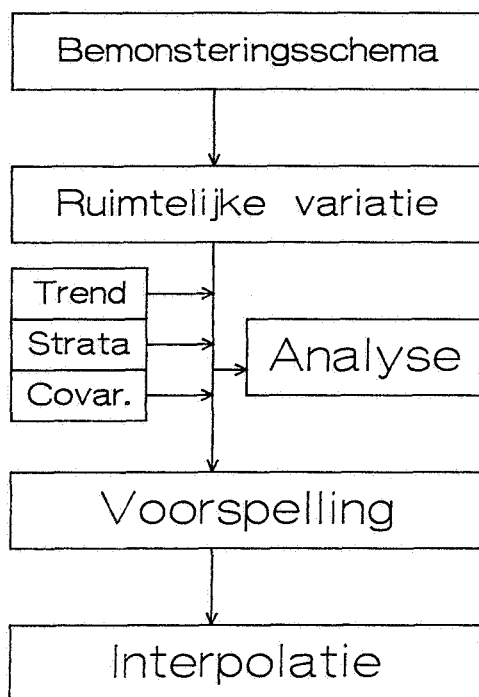 Bemonsteringsschema
Ruimtelijke variatie
Trend
Strata
Covar.
Analyse
Voorspelling
Interpolatie